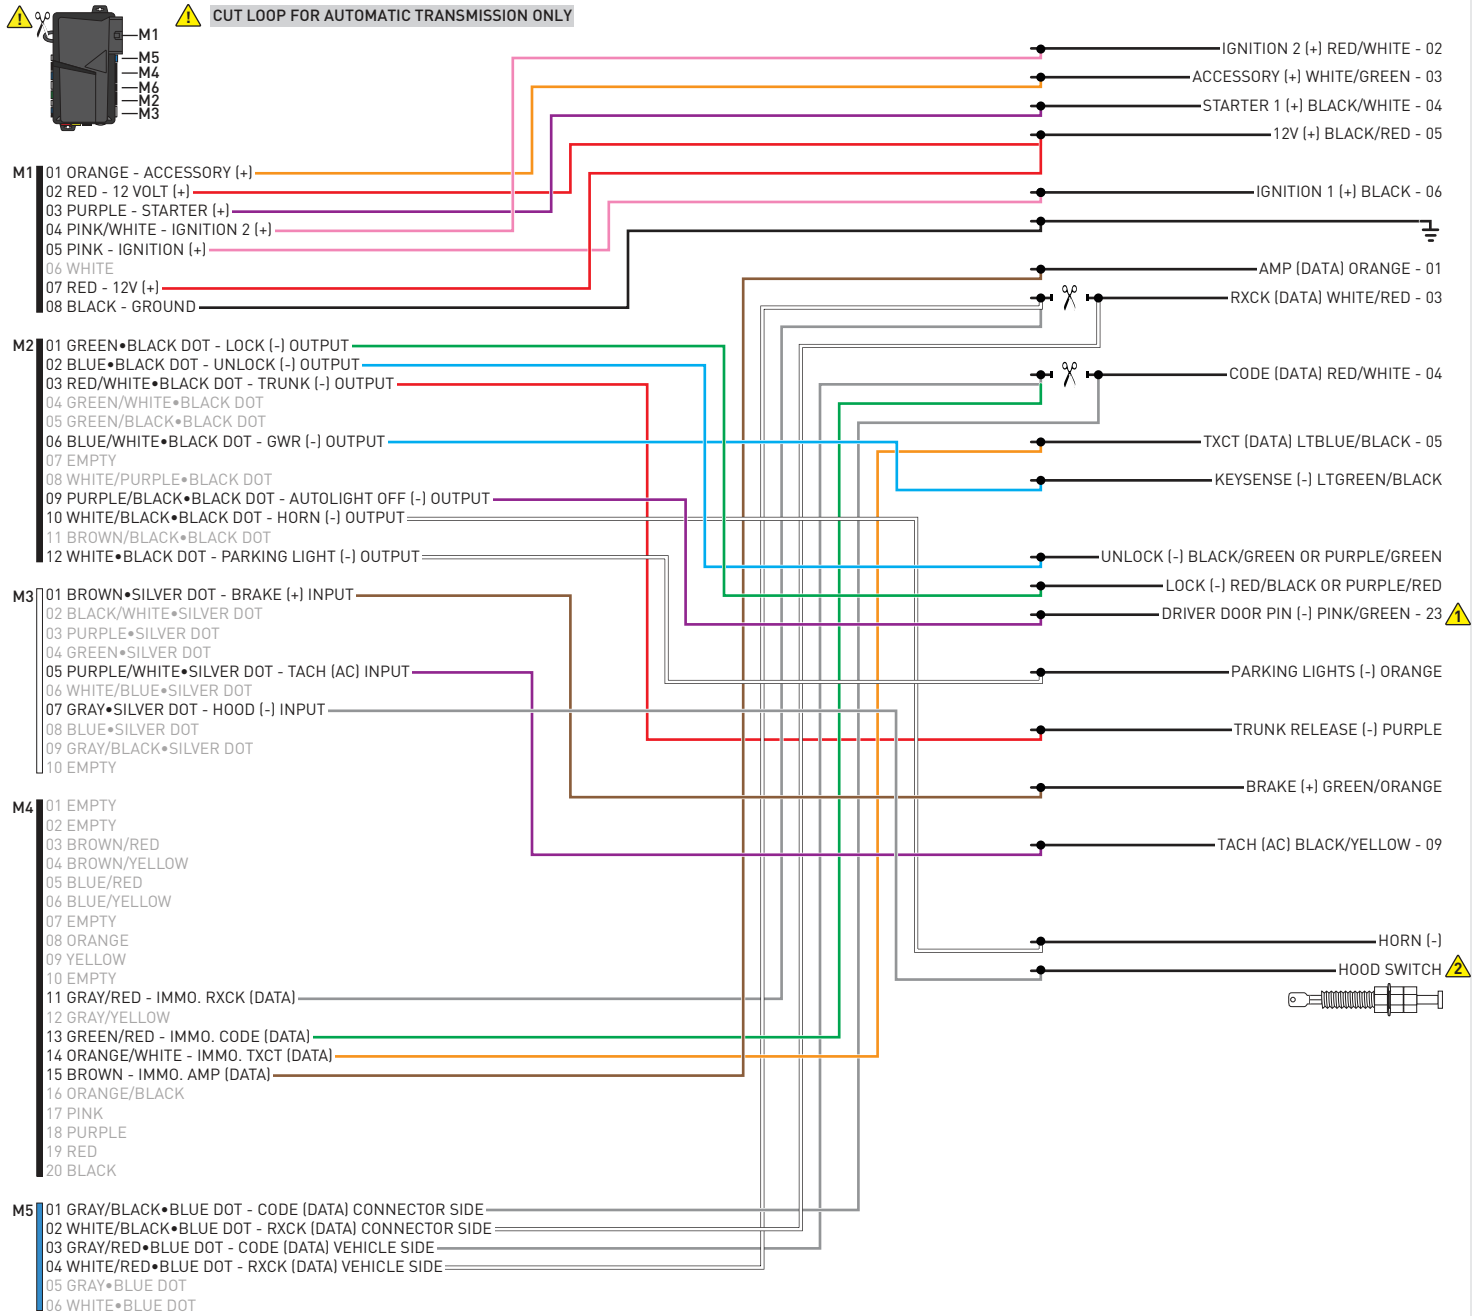 CUT LOOP FOR AUTOMATIC TRANSMISSION ONLY
M1
M5
M4
M6
M2
M3
M1
01 ORANGE - ACCESSORY (+)
02 RED - 12 VOLT (+)
03 PURPLE - STARTER (+)
04 PINK/WHITE - IGNITION 2 (+)
05 PINK - IGNITION (+)
06 WHITE
07 RED - 12V (+)
08 BLACK - GROUND
M2
01 GREEN•BLACK DOT - LOCK (-) OUTPUT
02 BLUE•BLACK DOT - UNLOCK (-) OUTPUT
03 RED/WHITE•BLACK DOT - TRUNK (-) OUTPUT
04 GREEN/WHITE•BLACK DOT
05 GREEN/BLACK•BLACK DOT
06 BLUE/WHITE•BLACK DOT - GWR (-) OUTPUT
07 EMPTY
08 WHITE/PURPLE•BLACK DOT
09 PURPLE/BLACK•BLACK DOT - AUTOLIGHT OFF (-) OUTPUT
10 WHITE/BLACK•BLACK DOT - HORN (-) OUTPUT
11 BROWN/BLACK•BLACK DOT
12 WHITE•BLACK DOT - PARKING LIGHT (-) OUTPUT
M3
01 BROWN•SILVER DOT - BRAKE (+) INPUT
02 BLACK/WHITE•SILVER DOT
03 PURPLE•SILVER DOT
04 GREEN•SILVER DOT
05 PURPLE/WHITE•SILVER DOT - TACH (AC) INPUT
06 WHITE/BLUE•SILVER DOT
07 GRAY•SILVER DOT - HOOD (-) INPUT
08 BLUE•SILVER DOT
09 GRAY/BLACK•SILVER DOT
10 EMPTY
M4
01 EMPTY
02 EMPTY
03 BROWN/RED
04 BROWN/YELLOW
05 BLUE/RED
06 BLUE/YELLOW
07 EMPTY
08 ORANGE
09 YELLOW
10 EMPTY
11 GRAY/RED - IMMO. RXCK (DATA)
12 GRAY/YELLOW
13 GREEN/RED - IMMO. CODE (DATA)
14 ORANGE/WHITE - IMMO. TXCT (DATA)
15 BROWN - IMMO. AMP (DATA)
16 ORANGE/BLACK
17 PINK
18 PURPLE
19 RED
20 BLACK
M5
01 GRAY/BLACK•BLUE DOT - CODE (DATA) CONNECTOR SIDE
02 WHITE/BLACK•BLUE DOT - RXCK (DATA) CONNECTOR SIDE
03 GRAY/RED•BLUE DOT - CODE (DATA) VEHICLE SIDE
04 WHITE/RED•BLUE DOT - RXCK (DATA) VEHICLE SIDE
05 GRAY•BLUE DOT
06 WHITE•BLUE DOT
IGNITION 2 (+) RED/WHITE - 02
ACCESSORY (+) WHITE/GREEN - 03
STARTER 1 (+) BLACK/WHITE - 04
12V (+) BLACK/RED - 05
IGNITION 1 (+) BLACK - 06
AMP (DATA) ORANGE - 01
RXCK (DATA) WHITE/RED - 03
CODE (DATA) RED/WHITE - 04
TXCT (DATA) LTBLUE/BLACK - 05
KEYSENSE (-) LTGREEN/BLACK
UNLOCK (-) BLACK/GREEN OR PURPLE/GREEN
LOCK (-) RED/BLACK OR PURPLE/RED
DRIVER DOOR PIN (-) PINK/GREEN - 23 1
PARKING LIGHTS (-) ORANGE
TRUNK RELEASE (-) PURPLE
BRAKE (+) GREEN/ORANGE
TACH (AC) BLACK/YELLOW - 09
HORN (-)
HOOD SWITCH 2